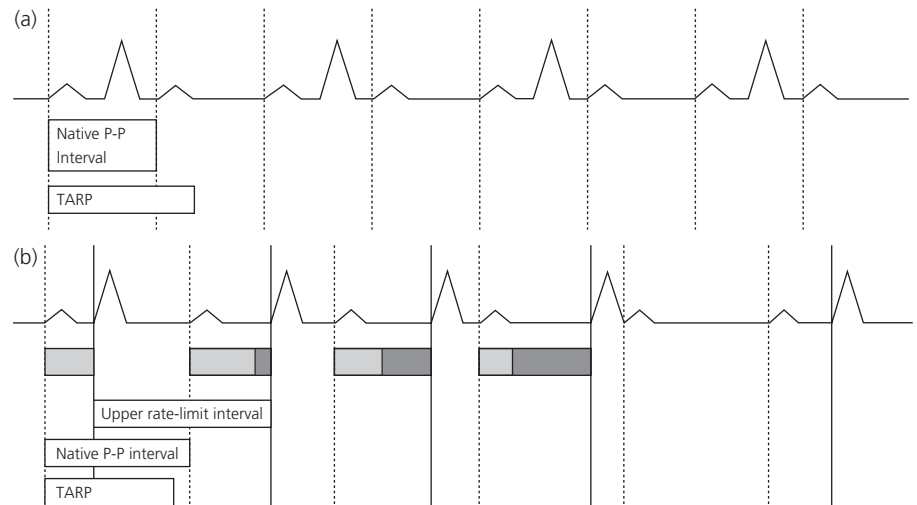 (a)
Native P-P
Interval
TARP
(b)
Upper rate-limit interval
Native P-P interval
TARP